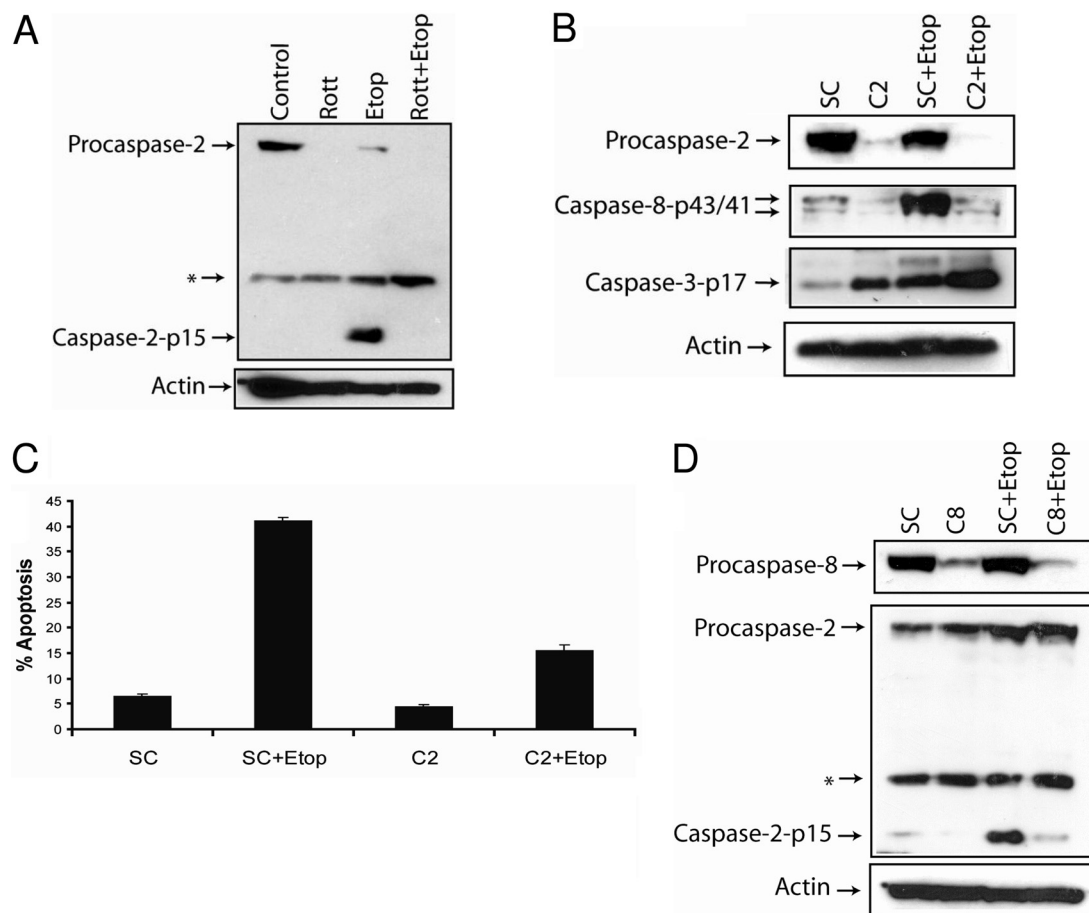 A
Control
Rott
Etop
Rott+Etop
Procaspase-2
*
Caspase-2-p15
Actin
B
SC
C2
SC+Etop
C2+Etop
Procaspase-2
Caspase-8-p43/41
Caspase-3-p17
Actin
C
% Apoptosis
45
40
35
30
25
20
15
10
5
0
SC
SC+Etop
C2
C2+Etop
D
SC
C8
SC+Etop
C8+Etop
Procaspase-8
Procaspase-2
*
Caspase-2-p15
Actin